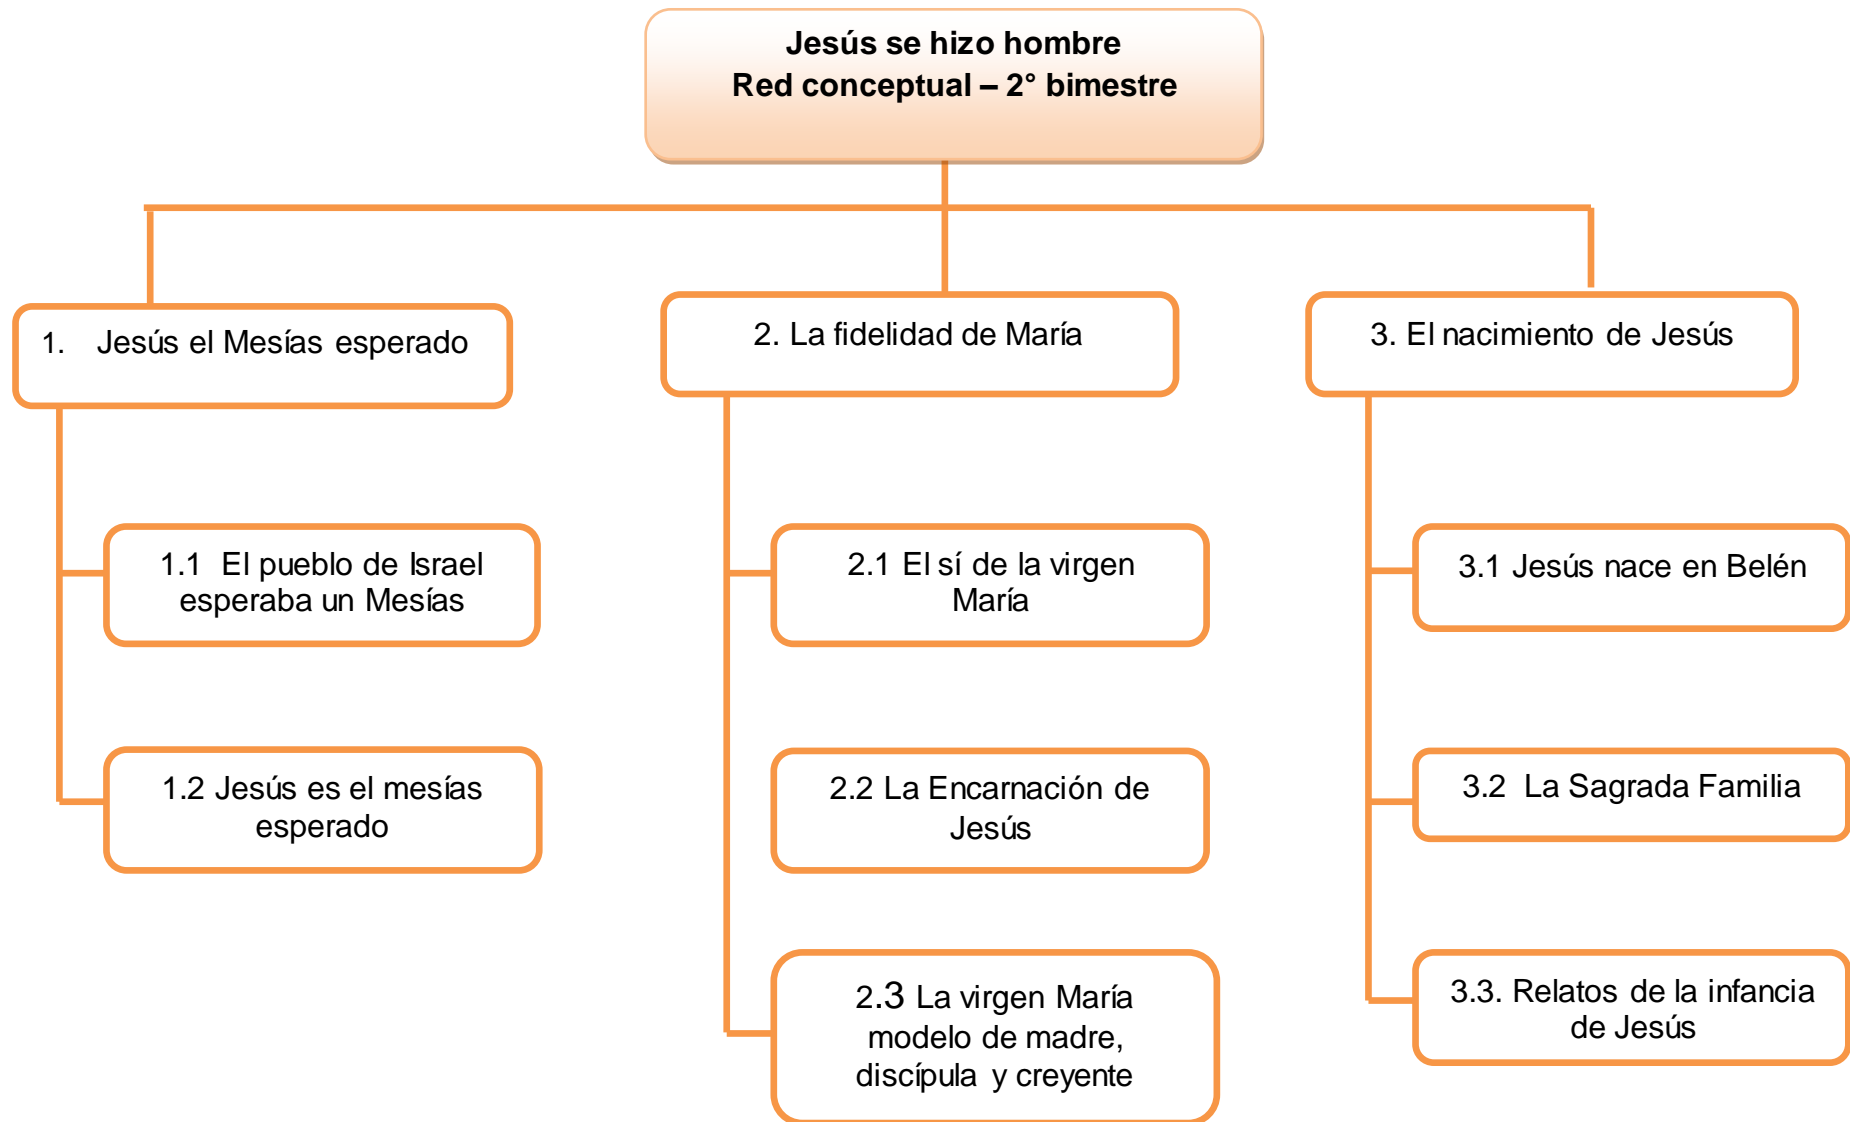 Jesús se hizo hombre
Red conceptual – 2° bimestre
1. Jesús el Mesías esperado
2. La fidelidad de María
3. El nacimiento de Jesús
1.1 El pueblo de Israel
esperaba un Mesías
2.1 El sí de la virgen
María
3.1 Jesús nace en Belén
1.2 Jesús es el mesías
esperado
2.2 La Encarnación de
Jesús
3.2 La Sagrada Familia
2.3 La virgen María
modelo de madre,
discípula y creyente
3.3. Relatos de la infancia
de Jesús